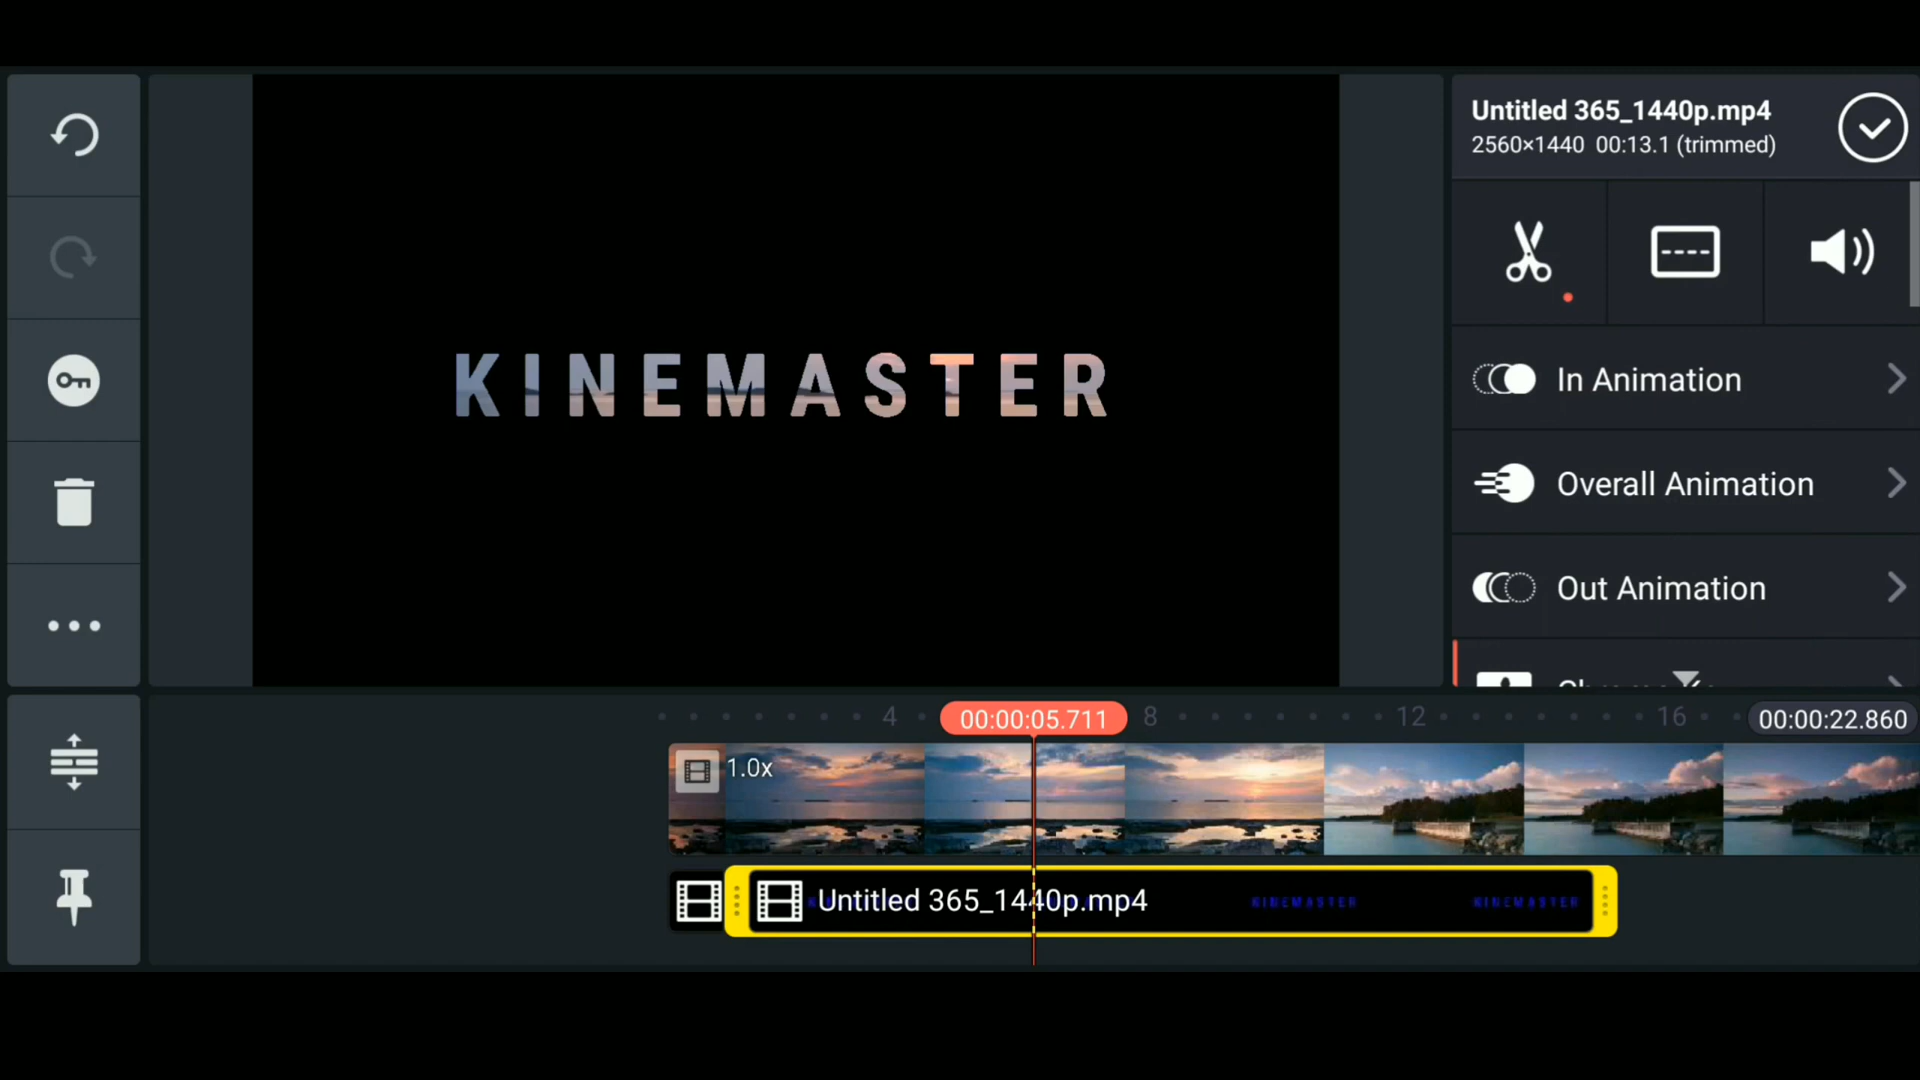 Untitled 365_1440p.mp4
2560×1440 00:13.1 (trimmed)
KINEMASTER
In Animation
Overall Animation
Out Animation
4
00:00:05.711
8
12
16
00:00:22.860
1.0x
Untitled 365_1440p.mp4
KINEMASTER
KINEMASTER